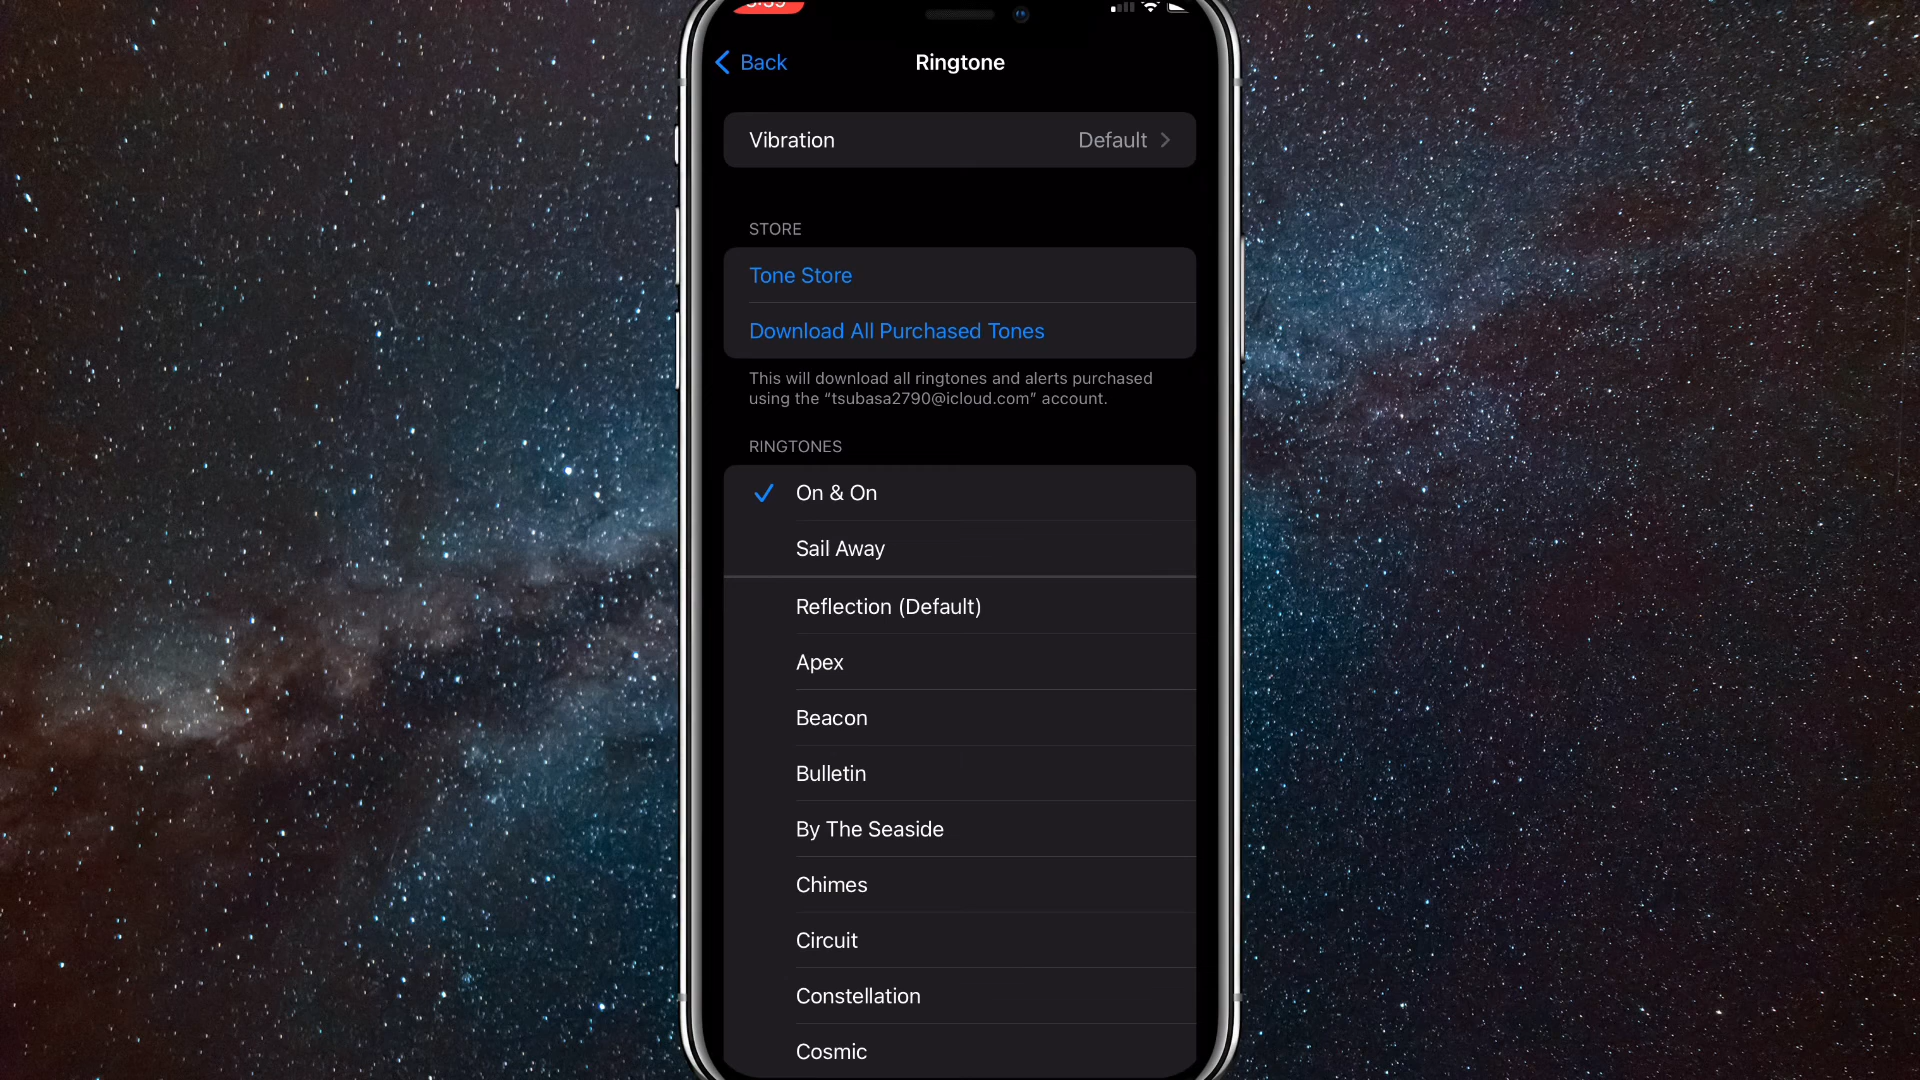 Back
Ringtone
Vibration
Default
STORE
Tone Store
Download All Purchased Tones
This will download all ringtones and alerts purchased
using the “tsubasa2790@icloud.com” account.
RINGTONES
On & On
Sail Away
Reflection (Default)
Apex
Beacon
Bulletin
By The Seaside
Chimes
Circuit
Constellation
Cosmic